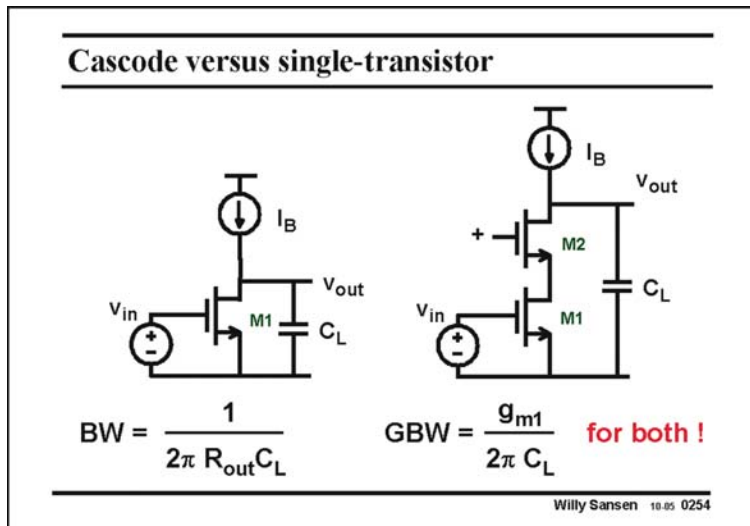 Cascode versus single-transistor
I_B
v_out
+
M2
I_B
v_out
C_L
v_in
+
-
M1
C_L
v_in
+
-
M1
BW = 1 / 2π R_out C_L
GBW = g_m1 / 2π C_L for both !
Willy Sansen 10-05 0254